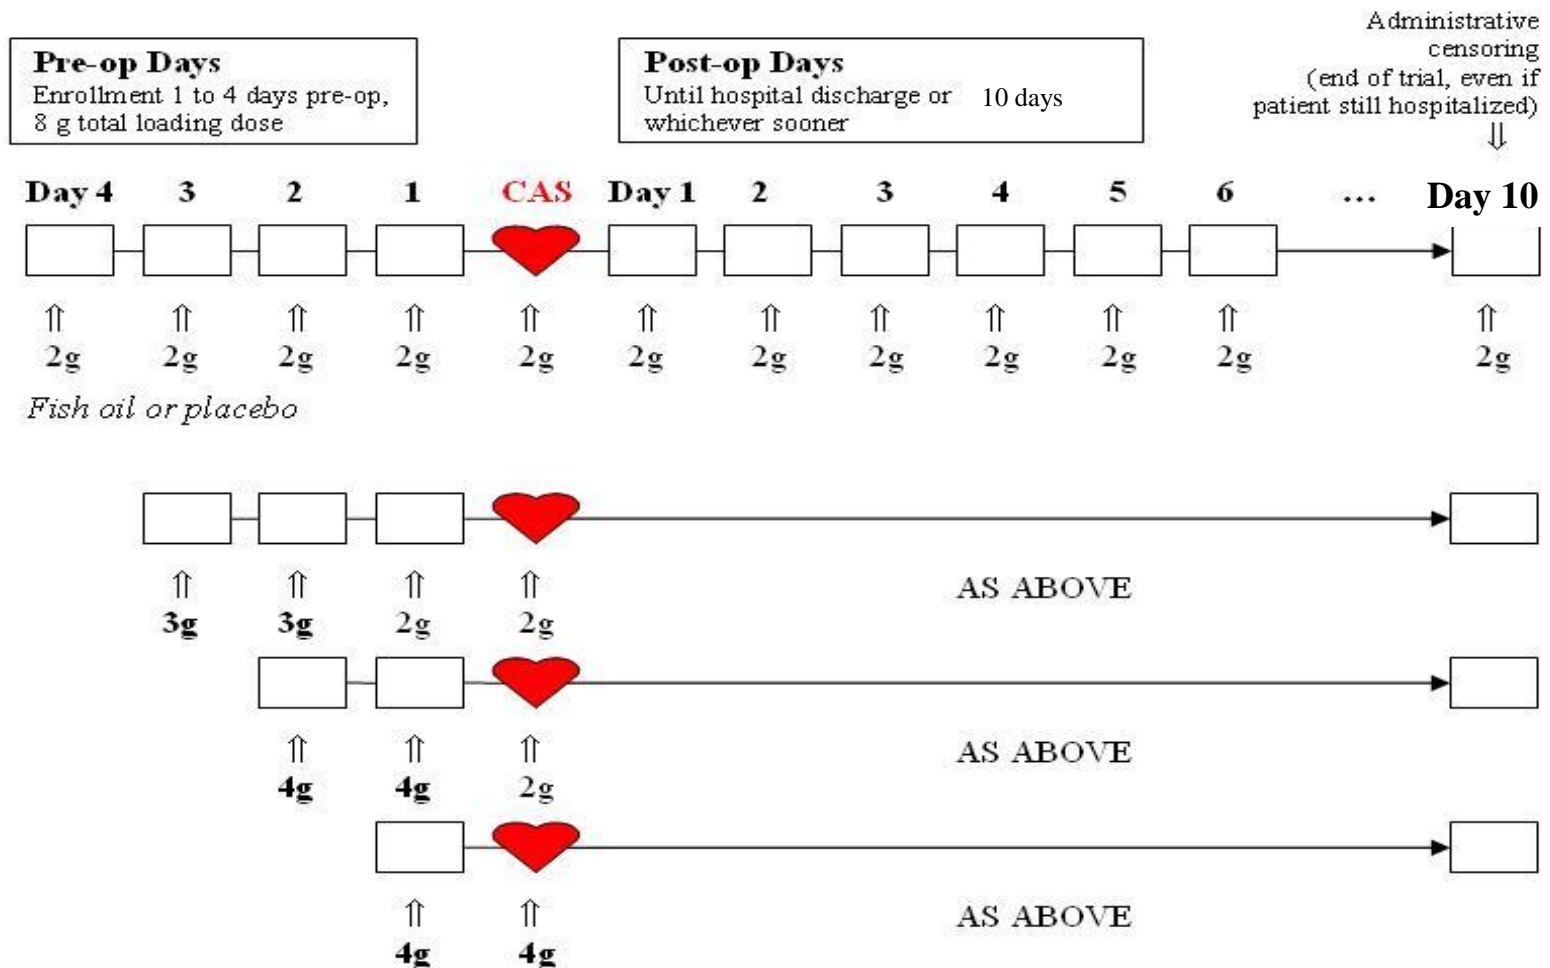 Administrative
censoring
(end of trial, even if
patient still hospitalized)
⇓
Pre-op Days
Enrollment 1 to 4 days pre-op,
8 g total loading dose
Post-op Days
Until hospital discharge or 10 days
whichever sooner
Day 4 3 2 1 CAS Day 1 2 3 4 5 6 ... Day 10
⇑ ⇑ ⇑ ⇑ ⇑ ⇑ ⇑ ⇑ ⇑ ⇑ ⇑ ⇑
2g 2g 2g 2g 2g 2g 2g 2g 2g 2g 2g 2g
Fish oil or placebo
⇑ ⇑ ⇑ ⇑ AS ABOVE
3g 3g 2g 2g
⇑ ⇑ ⇑ AS ABOVE
4g 4g 2g
⇑ ⇑ AS ABOVE
4g 4g